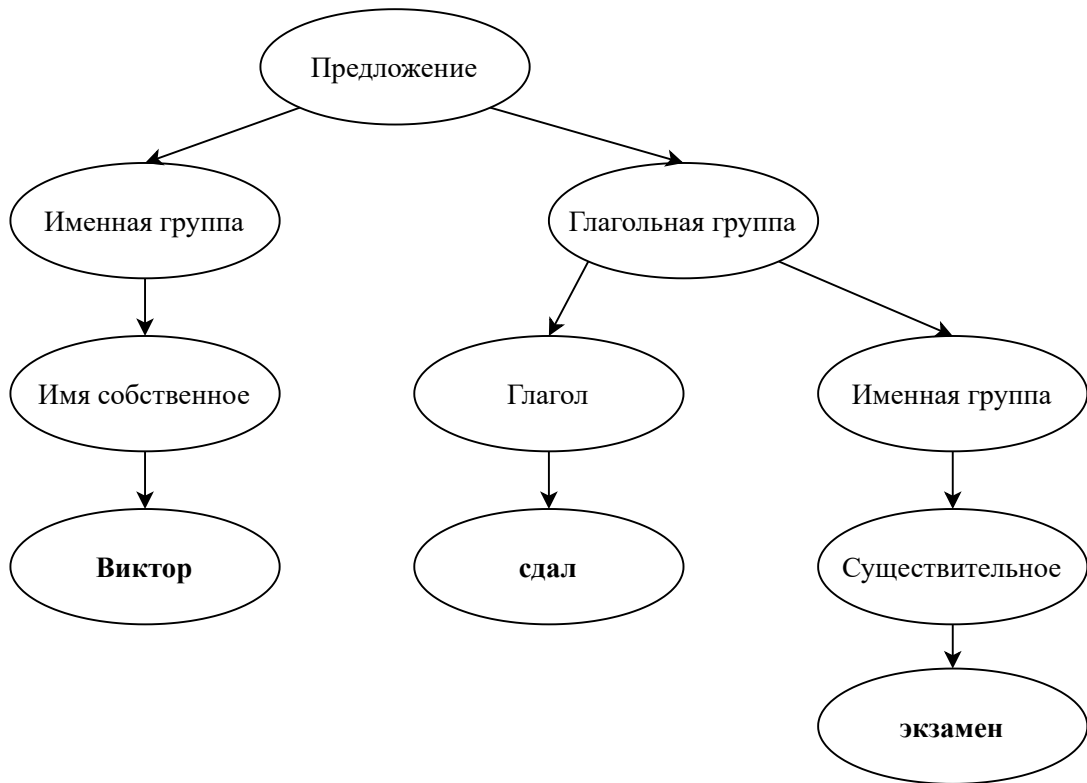 Предложение
Именная группа
Глагольная группа
Имя собственное
Глагол
Именная группа
Виктор
сдал
Существительное
экзамен